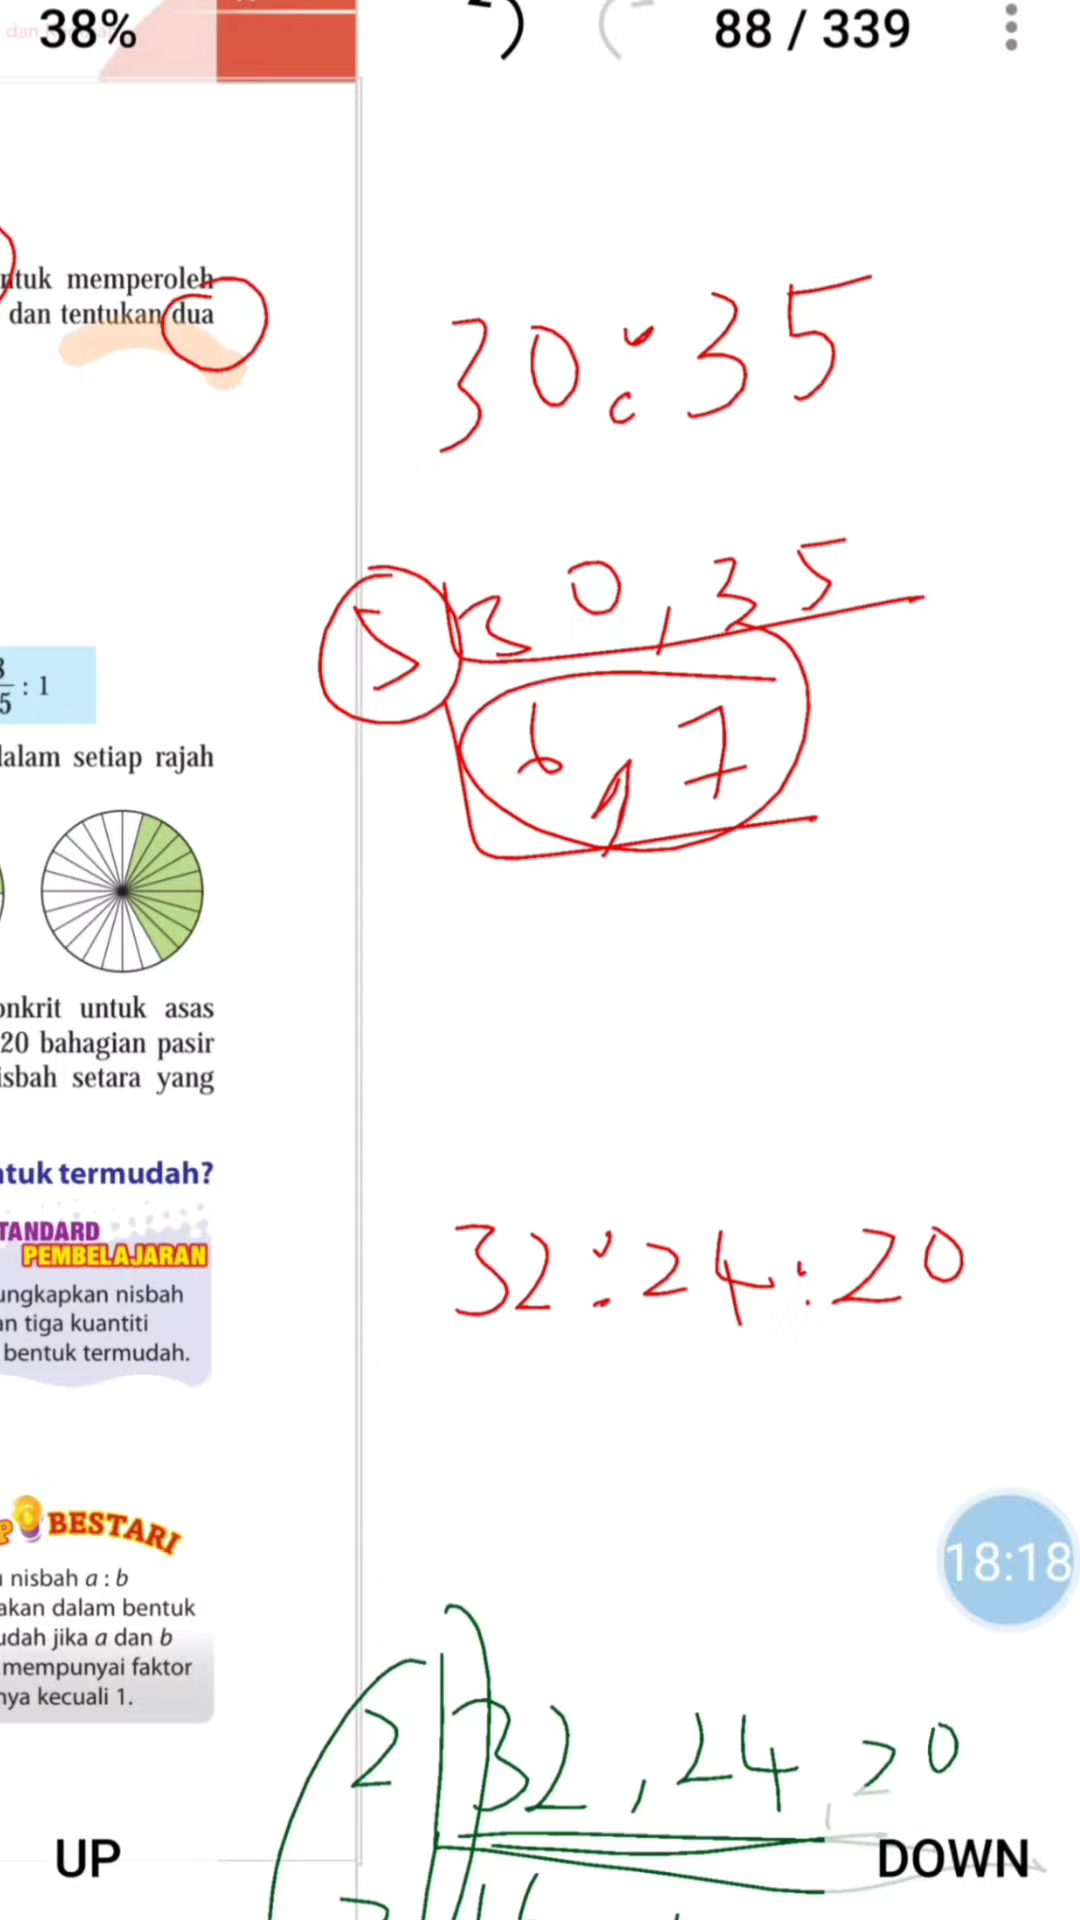 38%
88 / 339
ntuk memperoleh
dan tentukan dua
30:35
5 30,35
6,7
5 : 1
dalam setiap rajah
onkrit untuk asas
20 bahagian pasir
isbah setara yang
ntuk termudah?
TANDARD
PEMBELAJARAN
ungkapkan nisbah
an tiga kuantiti
bentuk termudah.
32:24:20
P BESTARI
nisbah a : b
akan dalam bentuk
udah jika a dan b
mempunyai faktor
nya kecuali 1.
18:18
2 32,24,20
UP
DOWN
2 16